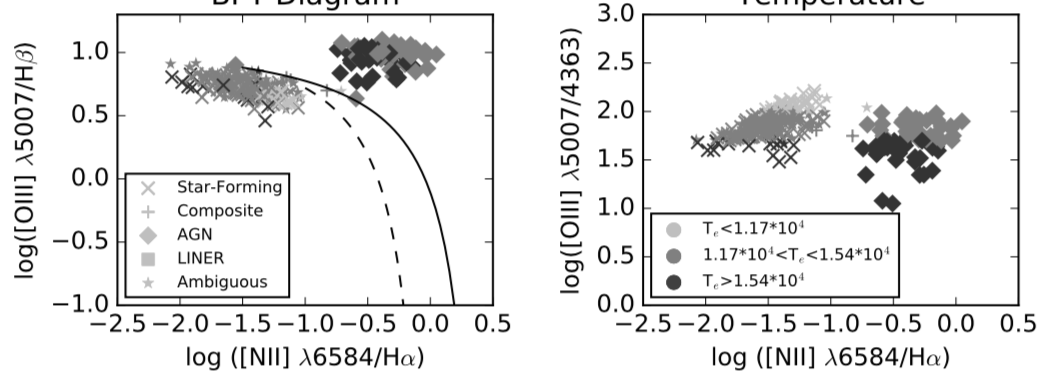 BPT Diagram
1.0
0.5
0.0
−0.5
−1.0
log([OIII] λ5007/Hβ)
Star-Forming
Composite
AGN
LINER
Ambiguous
−2.5 −2.0 −1.5 −1.0 −0.5 0.0 0.5
log ([NII] λ6584/Hα)
Temperature
3.0
2.5
2.0
1.5
1.0
0.5
0.0
log([OIII] λ5007/4363)
Tₑ<1.17*10⁴
1.17*10⁴<Tₑ<1.54*10⁴
Tₑ>1.54*10⁴
−2.5 −2.0 −1.5 −1.0 −0.5 0.0 0.5
log ([NII] λ6584/Hα)